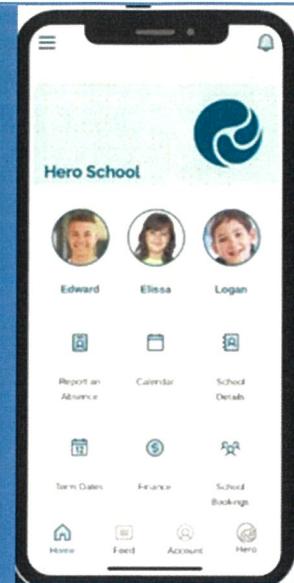 Hero School
Edward Elissa Logan
Report an Calendar School
Absence Details
12
Term Dates Finance School
Bookings
Home Feed Account Hero